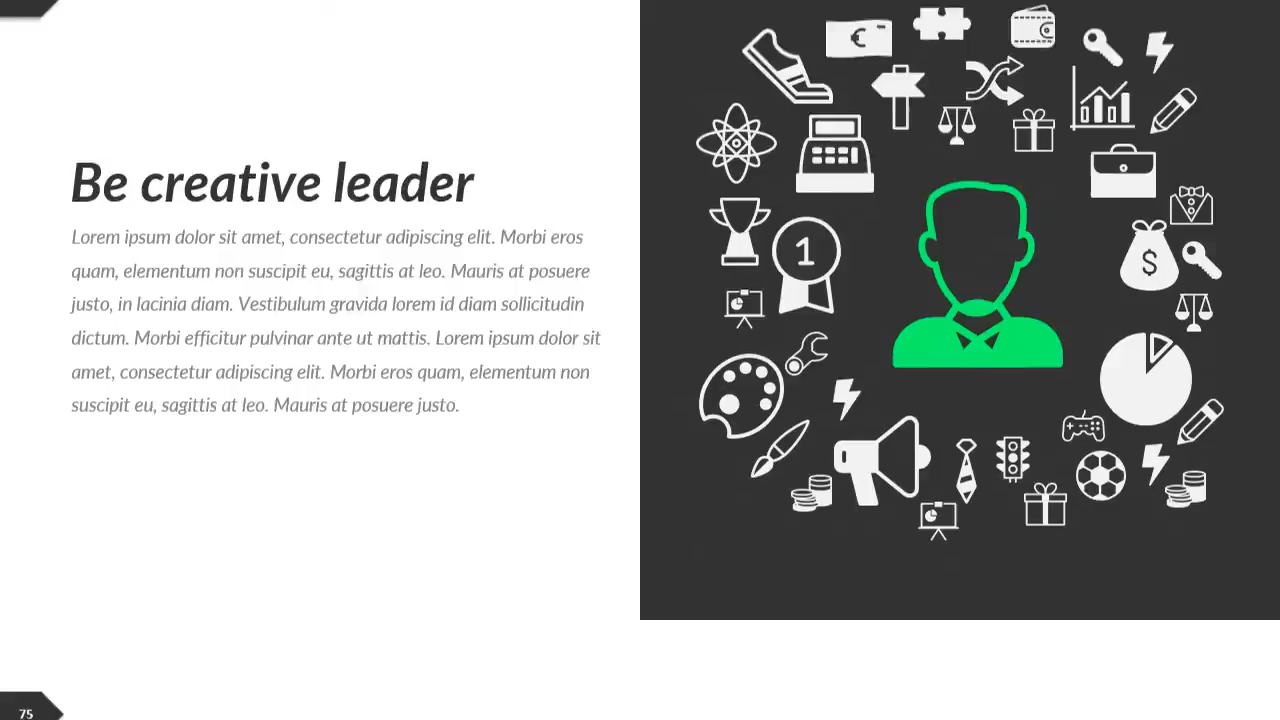 Be creative leader
Lorem ipsum dolor sit amet, consectetur adipiscing elit. Morbi eros
quam, elementum non suscipit eu, sagittis at leo. Mauris at posuere
justo, in lacinia diam. Vestibulum gravida lorem id diam sollicitudin
dictum. Morbi efficitur pulvinar ante ut mattis. Lorem ipsum dolor sit
amet, consectetur adipiscing elit. Morbi eros quam, elementum non
suscipit eu, sagittis at leo. Mauris at posuere justo.
€
1
$
75